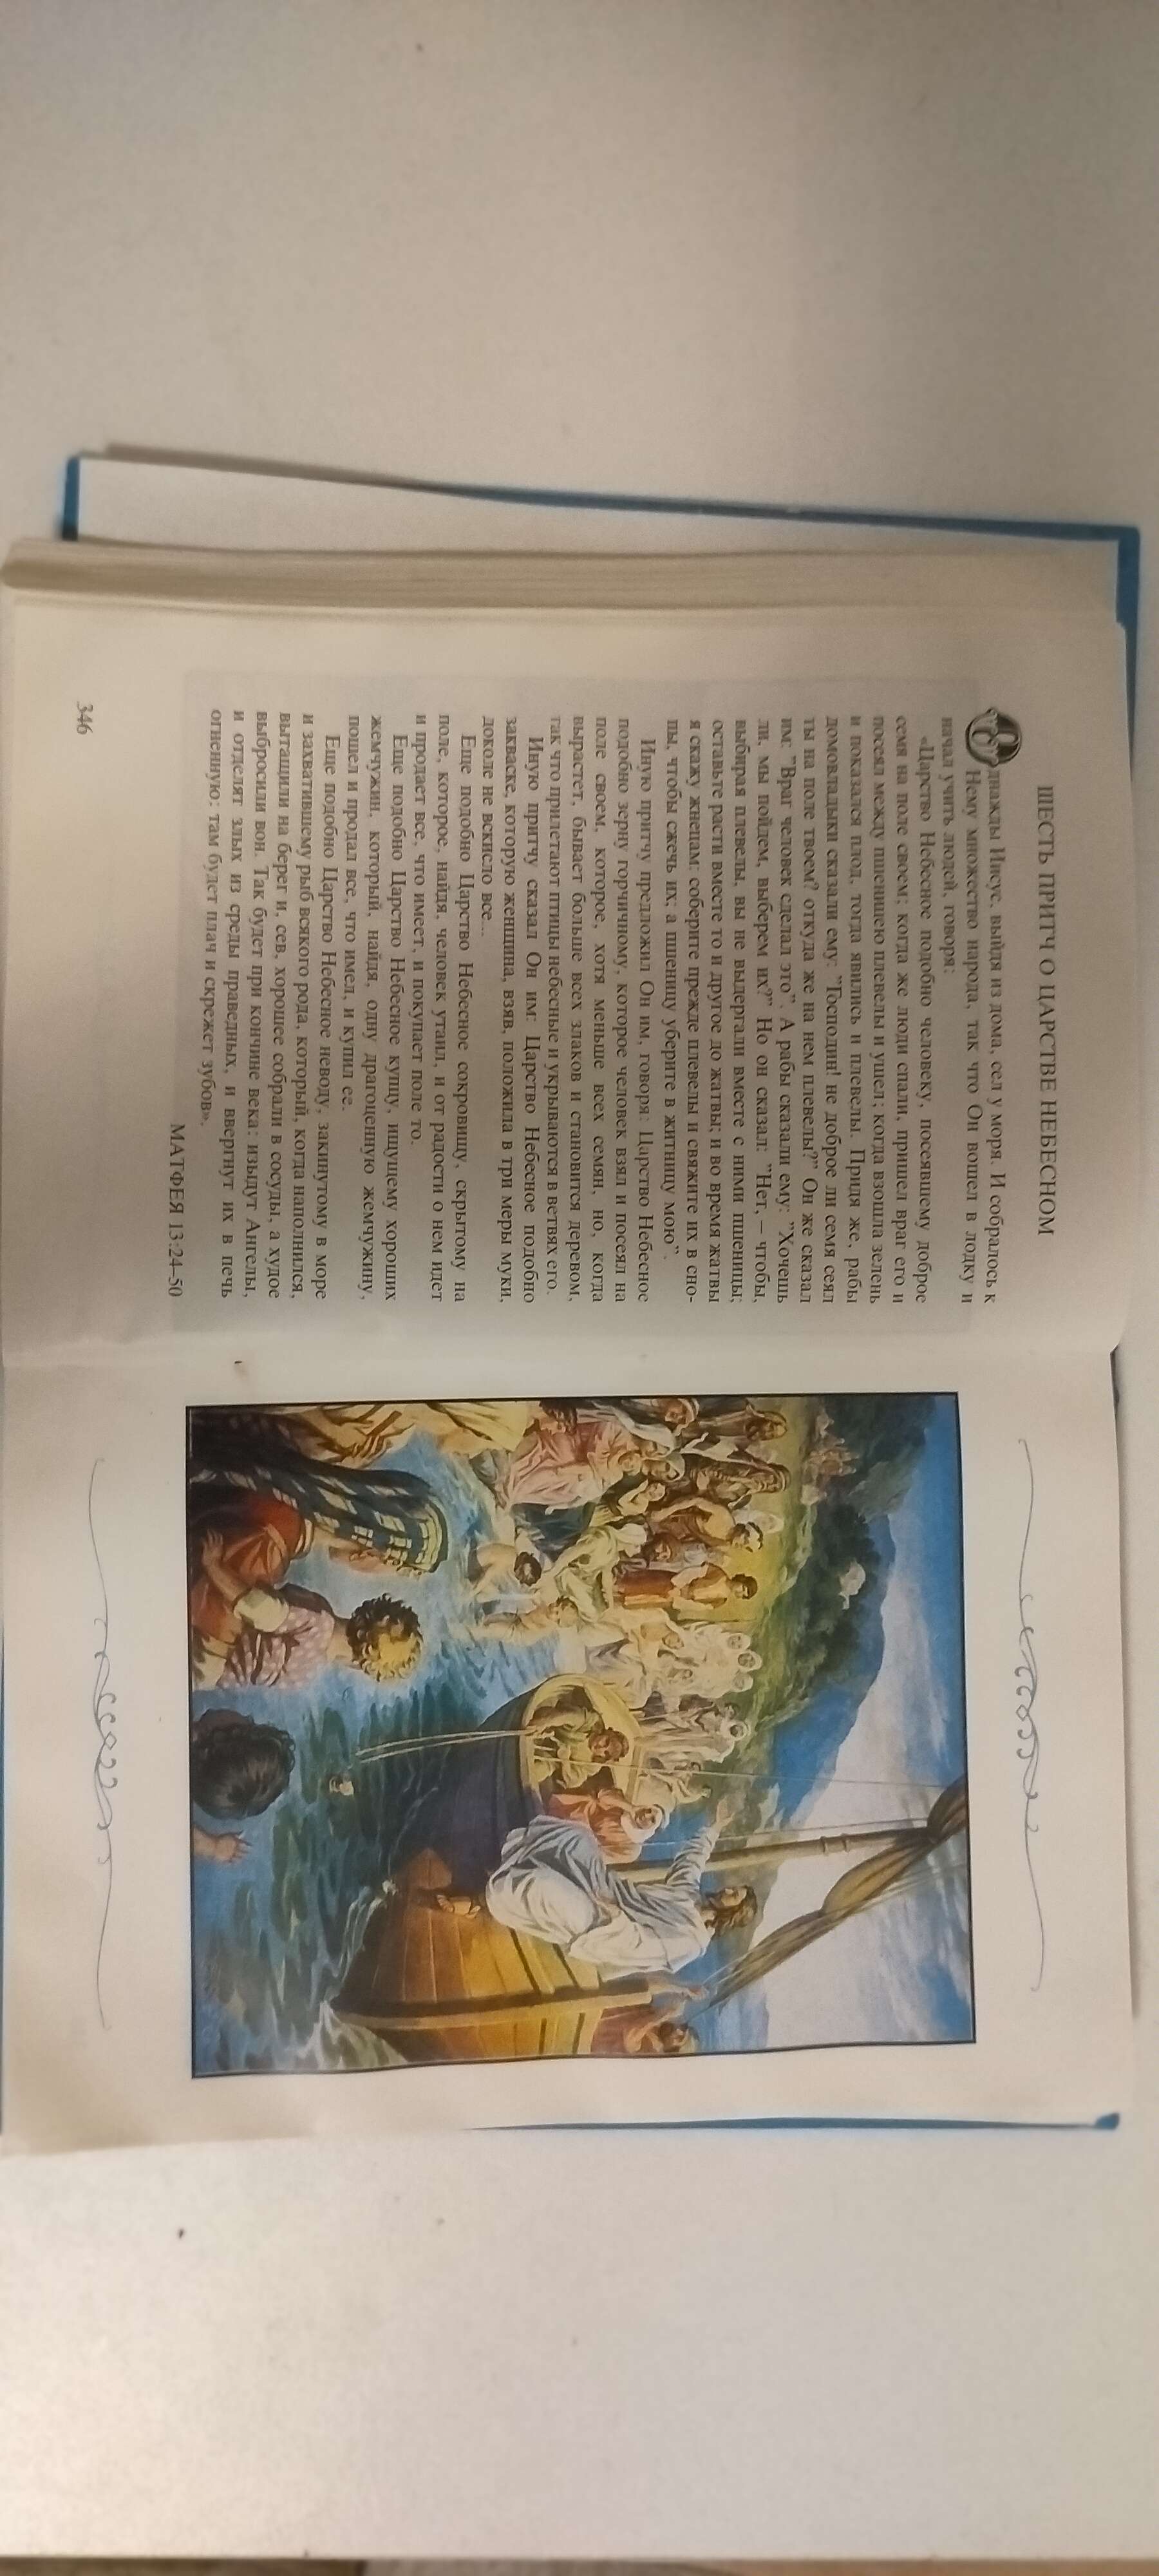 ШЕСТЬ ПРИТЧ О ЦАРСТВЕ НЕБЕСНОМ
Однажды Иисус, выйдя из дома, сел у моря. И собралось к
Нему множество народа, так что Он вошел в лодку и
начал учить людей, говоря:
«Царство Небесное подобно человеку, посеявшему доброе
семя на поле своем; когда же люди спали, пришел враг его и
посеял между пшеницею плевелы и ушел; когда взошла зелень
и показался плод, тогда явились и плевелы. Придя же, рабы
домовладыки сказали ему: "Господин! не доброе ли семя сеял
ты на поле твоем? откуда же на нем плевелы?" Он же сказал
им: "Враг человек сделал это". А рабы сказали ему: "Хочешь
ли, мы пойдем, выберем их?" Но он сказал: "Нет, – чтобы,
выбирая плевелы, вы не выдергали вместе с ними пшеницы;
оставьте расти вместе то и другое до жатвы; и во время жатвы
я скажу жнецам: соберите прежде плевелы и свяжите их в сно-
пы, чтобы сжечь их; а пшеницу уберите в житницу мою".
Иную притчу предложил Он им, говоря: Царство Небесное
подобно зерну горчичному, которое человек взял и посеял на
поле своем, которое, хотя меньше всех семян, но, когда
вырастет, бывает больше всех злаков и становится деревом,
так что прилетают птицы небесные и укрываются в ветвях его.
Иную притчу сказал Он им: Царство Небесное подобно
закваске, которую женщина, взяв, положила в три меры муки,
доколе не вскисло все...
Еще подобно Царство Небесное сокровищу, скрытому на
поле, которое, найдя, человек утаил, и от радости о нем идет
и продает все, что имеет, и покупает поле то.
Еще подобно Царство Небесное купцу, ищущему хороших
жемчужин, который, найдя, одну драгоценную жемчужину,
пошел и продал все, что имел, и купил ее.
Еще подобно Царство Небесное неводу, закинутому в море
и захватившему рыб всякого рода, который, когда наполнился,
вытащили на берег и, сев, хорошее собрали в сосуды, а худое
выбросили вон. Так будет при кончине века: изыдут Ангелы,
и отделят злых из среды праведных, и ввергнут их в печь
огненную: там будет плач и скрежет зубов».
МАТФЕЯ 13:24–50
346